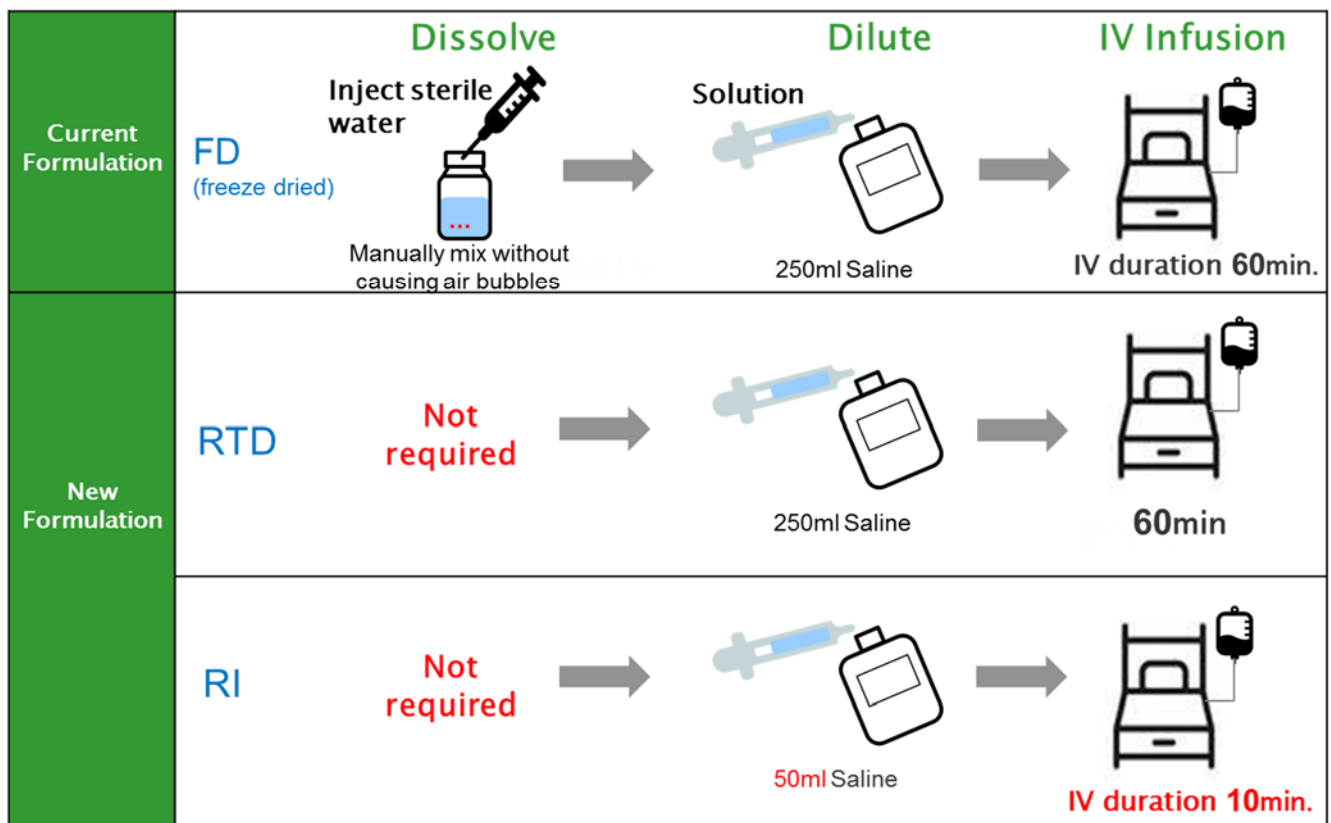 Dissolve
Dilute
IV Infusion
Current
Formulation
FD
(freeze dried)
Inject sterile
water
Manually mix without
causing air bubbles
Solution
250ml Saline
IV duration 60min.
New
Formulation
RTD
Not
required
250ml Saline
60min
RI
Not
required
50ml Saline
IV duration 10min.